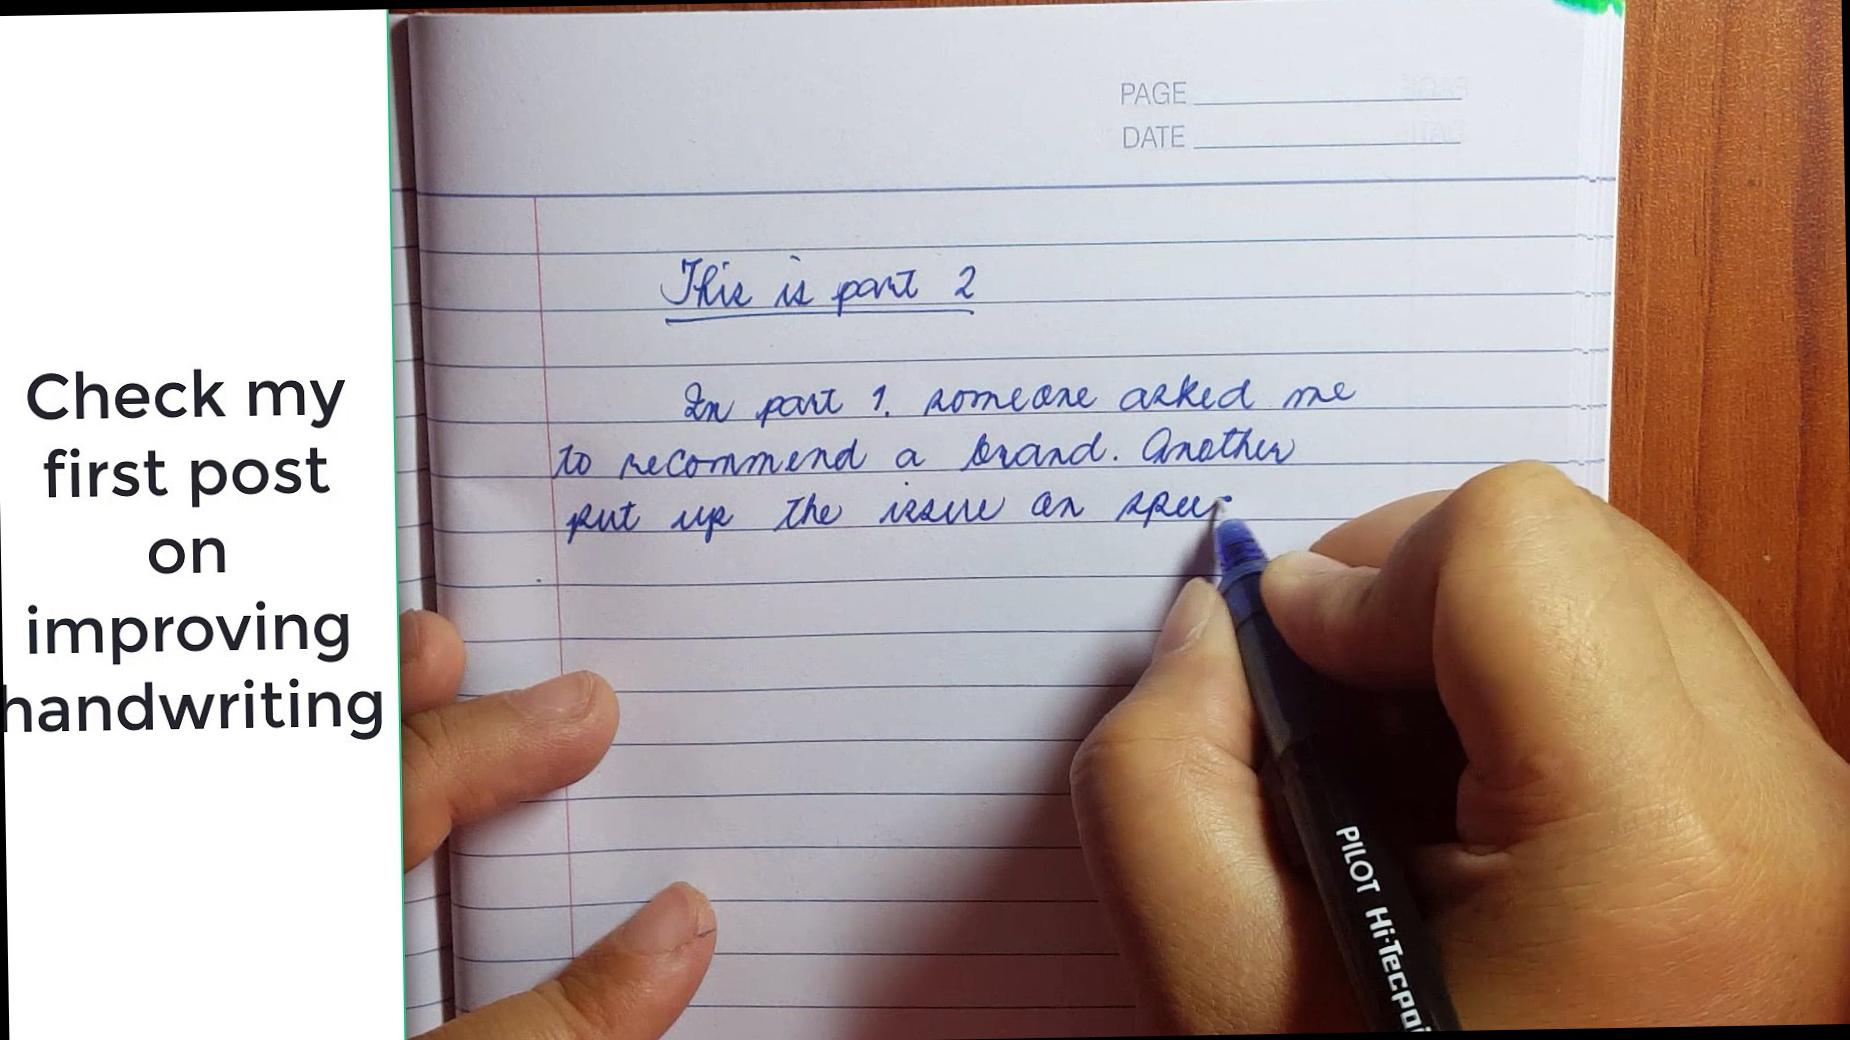 Check my
first post
on
improving
handwriting
PAGE
DATE
This is part 2
In part 1, someone asked me
to recommend a brand. Another
put up the issue on
PILOT Hi-Tecpoi